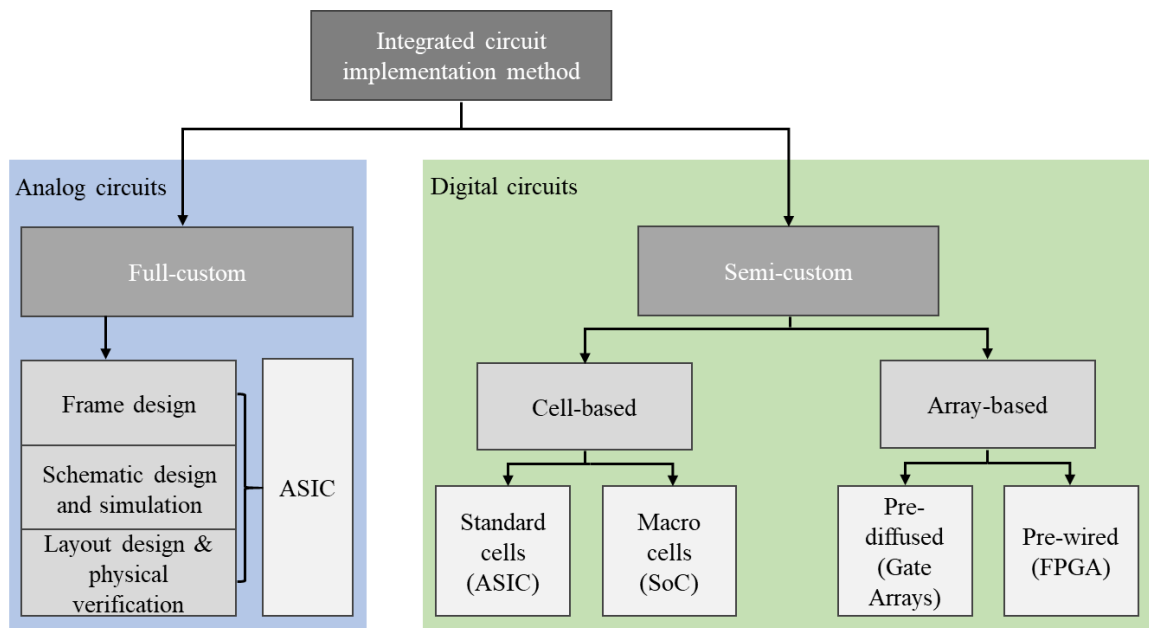 Integrated circuit
implementation method
Analog circuits
Full-custom
Frame design
Schematic design
and simulation
Layout design &
physical
verification
ASIC
Digital circuits
Semi-custom
Cell-based
Array-based
Standard
cells
(ASIC)
Macro
cells
(SoC)
Pre-
diffused
(Gate
Arrays)
Pre-wired
(FPGA)